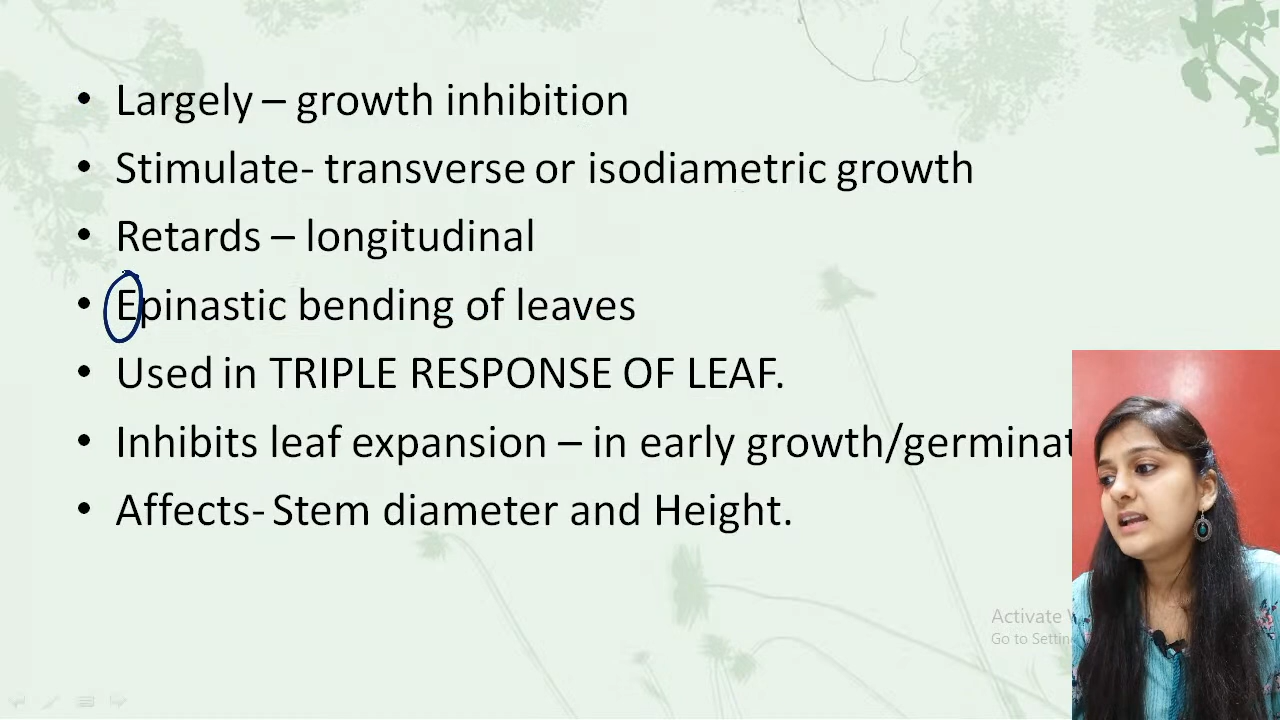 • Largely – growth inhibition
• Stimulate- transverse or isodiametric growth
• Retards – longitudinal
• Epinastic bending of leaves
• Used in TRIPLE RESPONSE OF LEAF.
• Inhibits leaf expansion – in early growth/germinat
• Affects- Stem diameter and Height.
Activate
Go to Settin